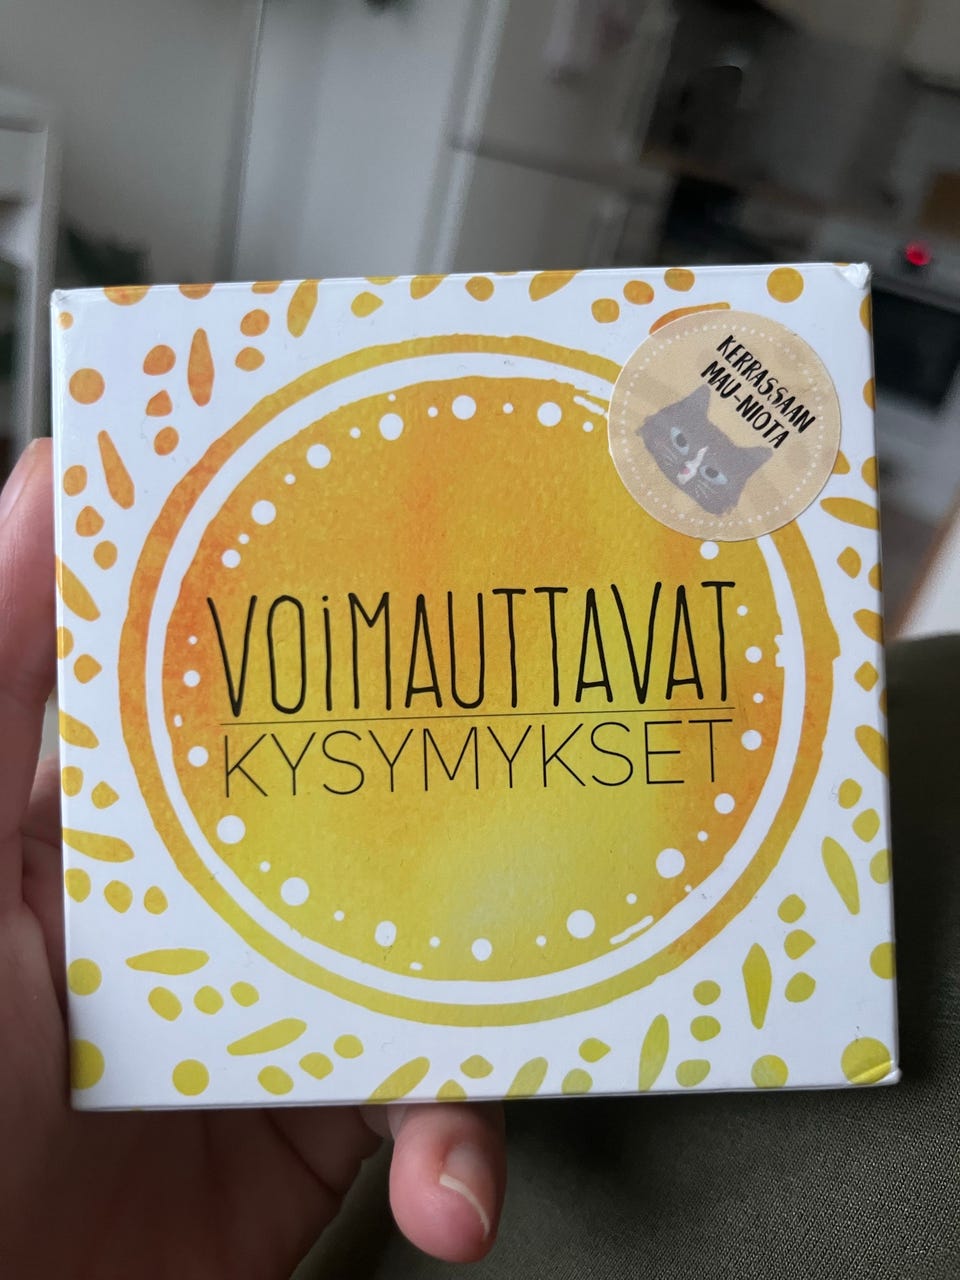 KERRASSAAN
MAU-NIOTA
VOiMAUTTAVAT
KYSYMYKSET